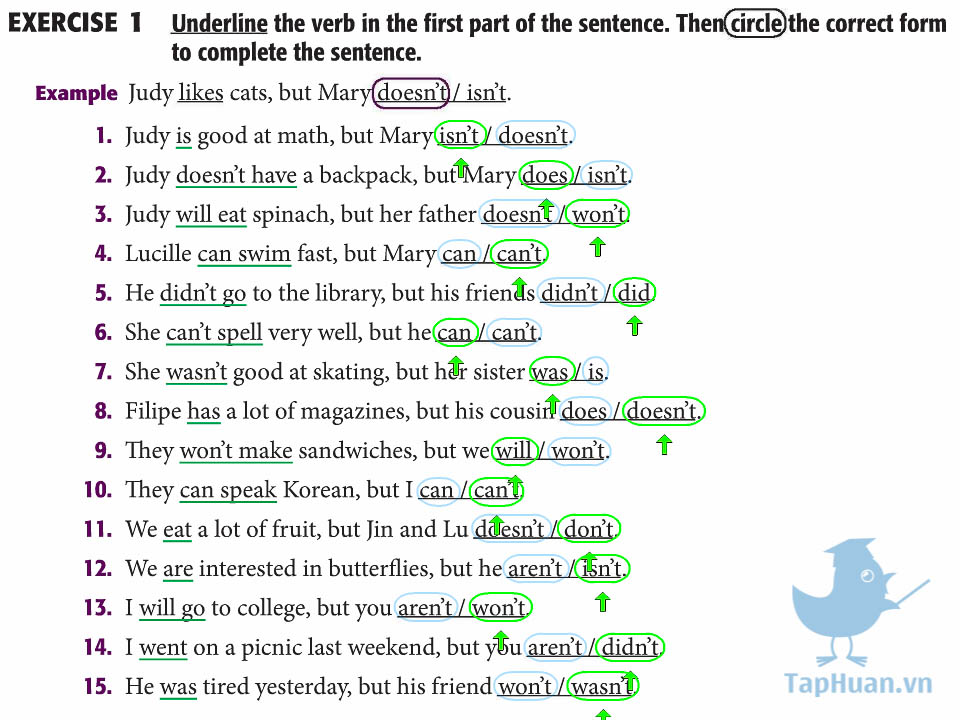 EXERCISE 1 Underline the verb in the first part of the sentence. Then circle the correct form
to complete the sentence.
Example Judy likes cats, but Mary doesn't / isn't.
1. Judy is good at math, but Mary isn't / doesn't.
2. Judy doesn't have a backpack, but Mary does / isn't.
3. Judy will eat spinach, but her father doesn't / won't.
4. Lucille can swim fast, but Mary can / can't.
5. He didn't go to the library, but his friends didn't / did.
6. She can't spell very well, but he can / can't.
7. She wasn't good at skating, but her sister was / is.
8. Filipe has a lot of magazines, but his cousin does / doesn't.
9. They won't make sandwiches, but we will / won't.
10. They can speak Korean, but I can / can't.
11. We eat a lot of fruit, but Jin and Lu doesn't / don't.
12. We are interested in butterflies, but he aren't / isn't.
13. I will go to college, but you aren't / won't.
14. I went on a picnic last weekend, but you aren't / didn't.
15. He was tired yesterday, but his friend won't / wasn't.
TapHuan.vn